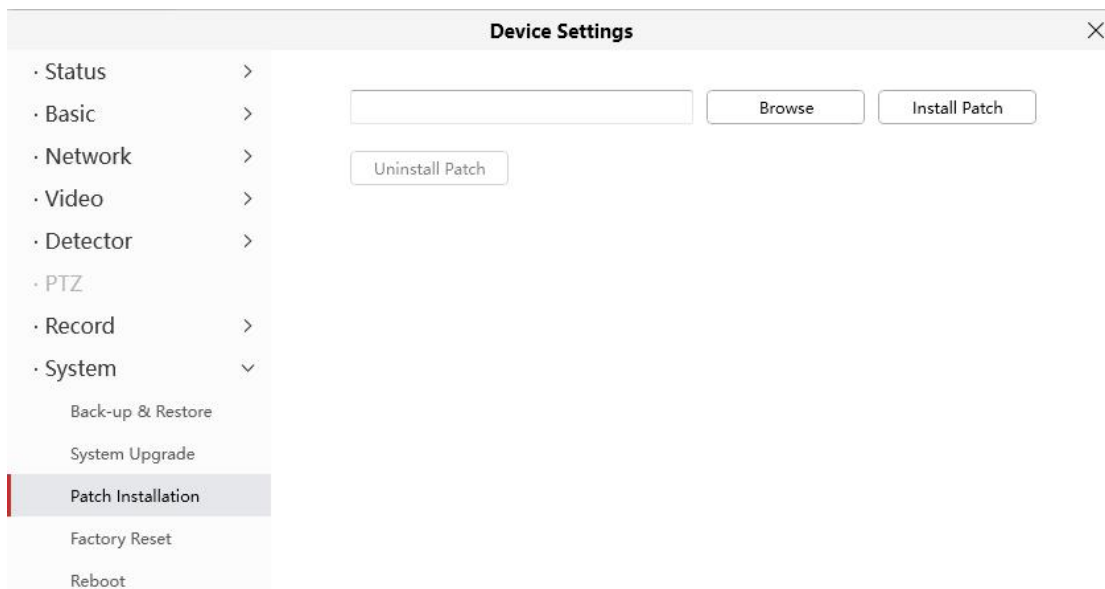 Device Settings
· Status
· Basic
· Network
· Video
· Detector
· PTZ
· Record
· System
Back-up & Restore
System Upgrade
Patch Installation
Factory Reset
Reboot
Browse
Install Patch
Uninstall Patch